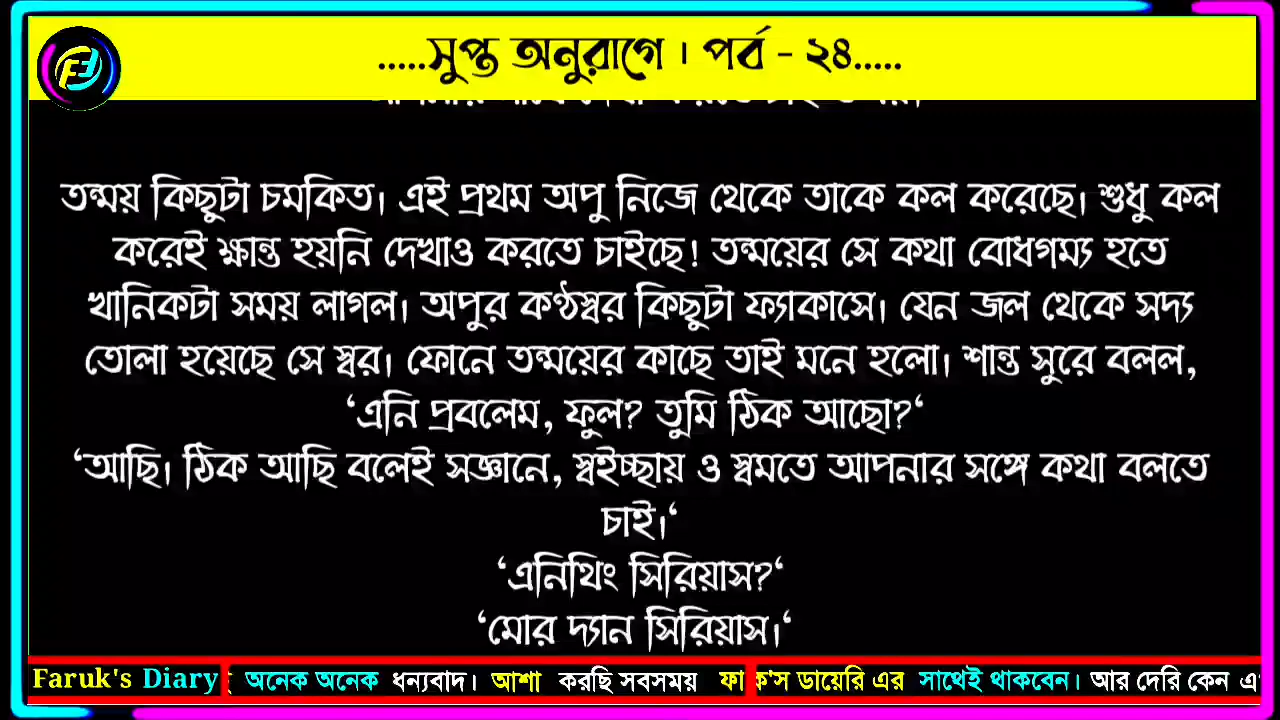 .....সুপ্ত অনুরাগে । পর্ব - ২৪.....
তন্ময় কিছুটা চমকিত। এই প্রথম অপু নিজে থেকে তাকে কল করেছে। শুধু কল
করেই ক্ষান্ত হয়নি দেখাও করতে চাইছে! তন্ময়ের সে কথা বোধগম্য হতে
খানিকটা সময় লাগল। অপুর কণ্ঠস্বর কিছুটা ফ্যাকাসে। যেন জল থেকে সদ্য
তোলা হয়েছে সে স্বর। ফোনে তন্ময়ের কাছে তাই মনে হলো। শান্ত সুরে বলল,
‘এনি প্রবলেম, ফুল? তুমি ঠিক আছো?‘
‘আছি। ঠিক আছি বলেই সজ্ঞানে, স্বইচ্ছায় ও স্বমতে আপনার সঙ্গে কথা বলতে
চাই।‘
‘এনিথিং সিরিয়াস?‘
‘মোর দ্যান সিরিয়াস।‘
Faruk's Diary অনেক অনেক ধন্যবাদ। আশা করছি সবসময় ফারুক'স ডায়েরি এর সাথেই থাকবেন। আর দেরি কেন